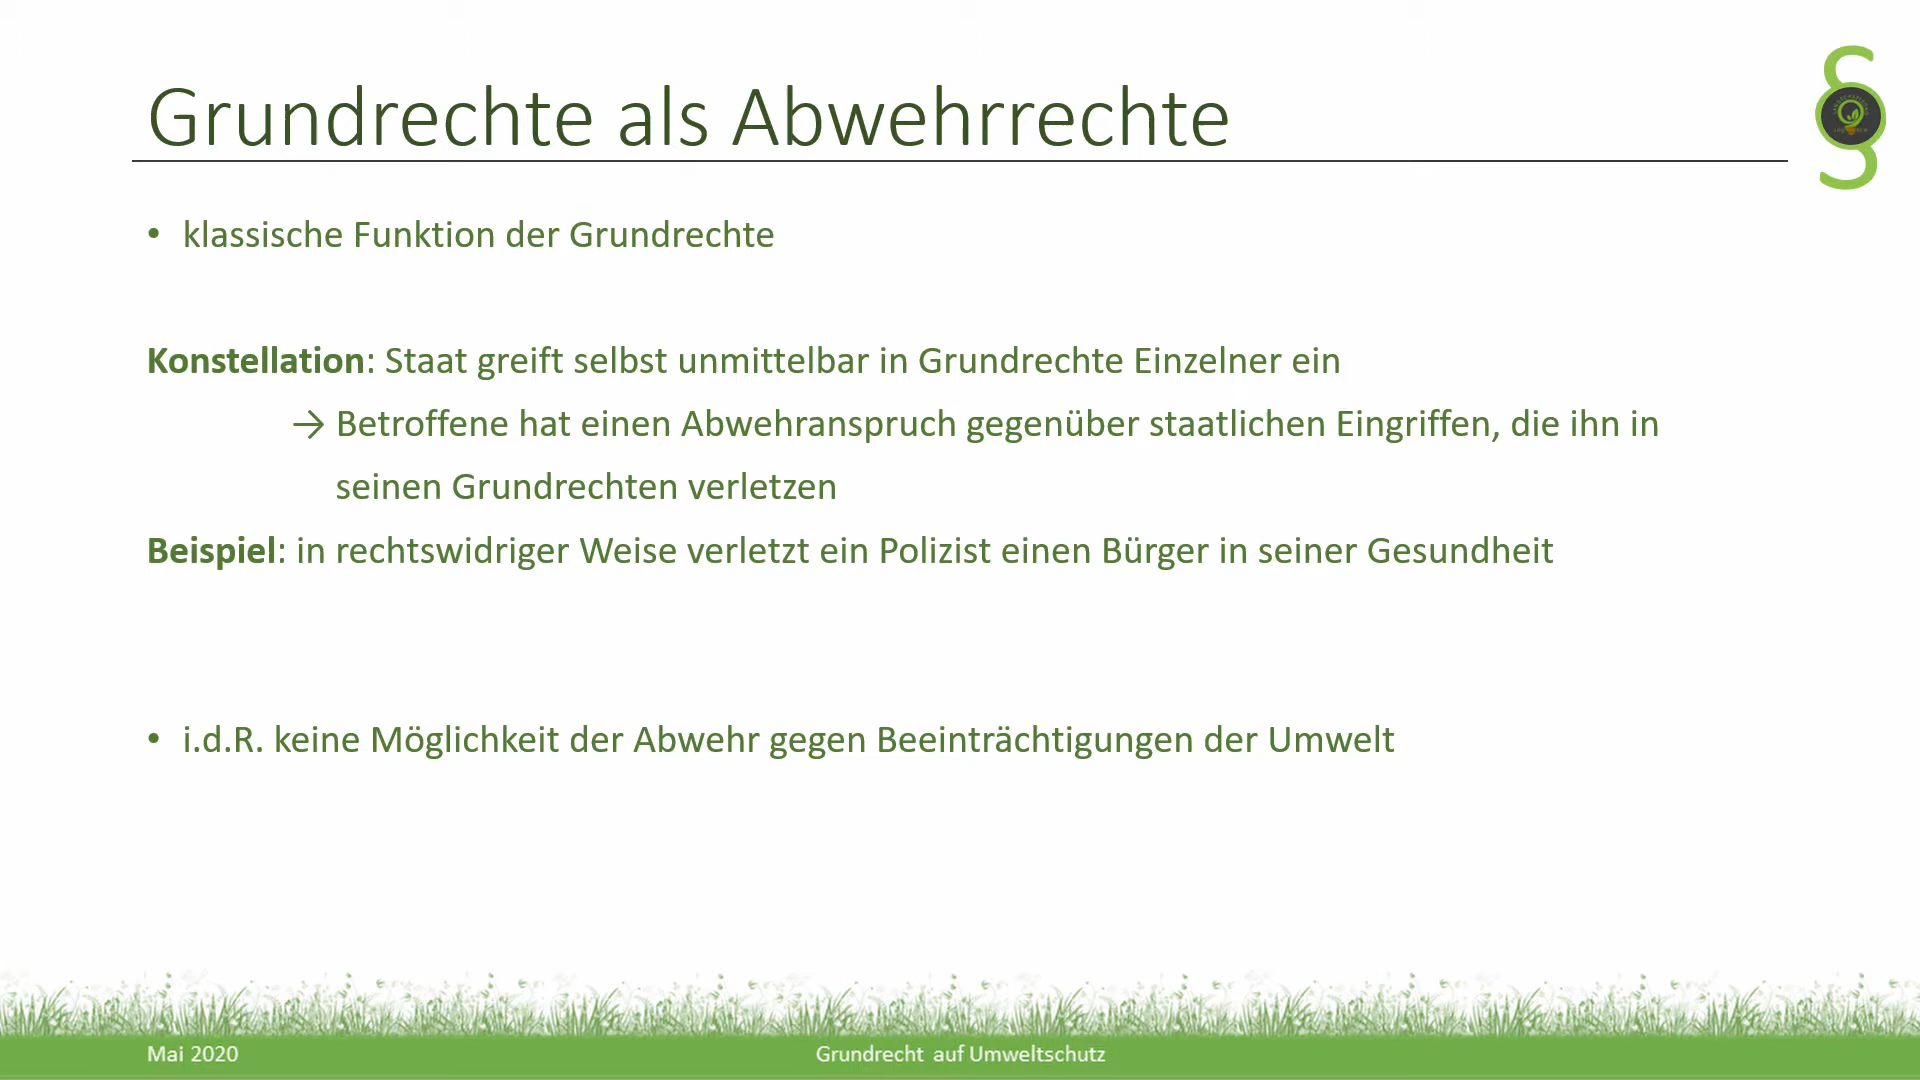 Grundrechte als Abwehrrechte
• klassische Funktion der Grundrechte
Konstellation: Staat greift selbst unmittelbar in Grundrechte Einzelner ein
→ Betroffene hat einen Abwehranspruch gegenüber staatlichen Eingriffen, die ihn in
seinen Grundrechten verletzen
Beispiel: in rechtswidriger Weise verletzt ein Polizist einen Bürger in seiner Gesundheit
• i.d.R. keine Möglichkeit der Abwehr gegen Beeinträchtigungen der Umwelt
Mai 2020
Grundrecht auf Umweltschutz